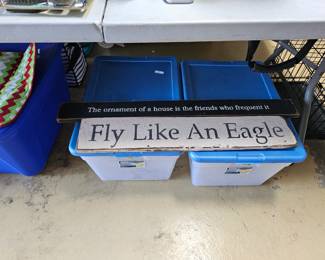 The ornament of a house is the friends who frequent it
Fly Like An Eagle